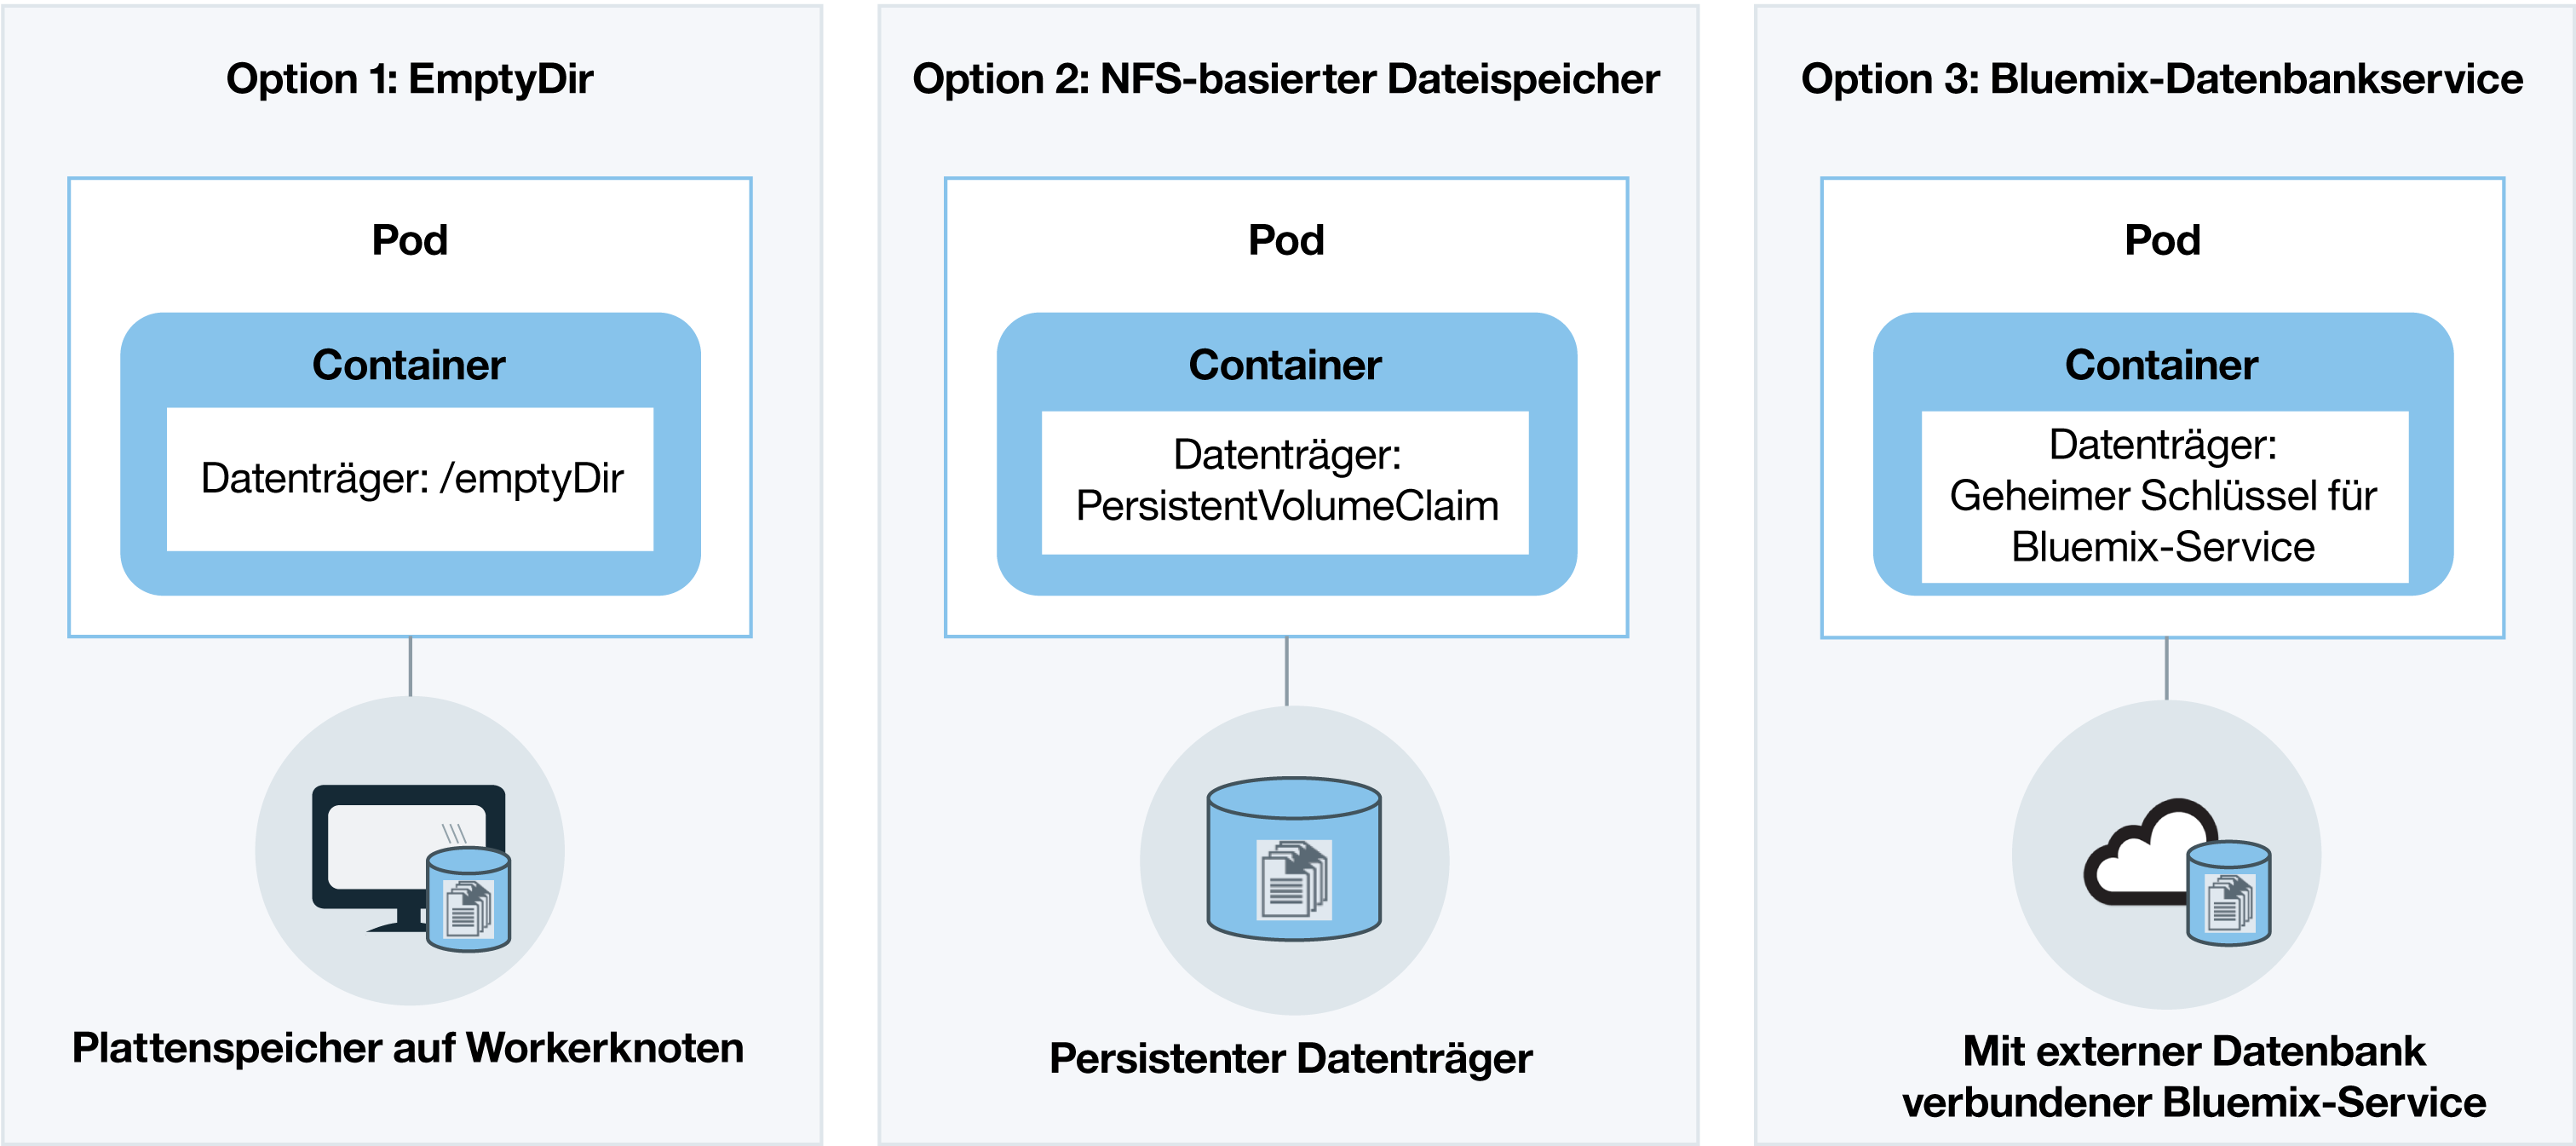 Option 1: EmptyDir
Pod
Container
Datenträger: /emptyDir
Plattenspeicher auf Workerknoten
Option 2: NFS-basierter Dateispeicher
Pod
Container
Datenträger:
PersistentVolumeClaim
Persistenter Datenträger
Option 3: Bluemix-Datenbankservice
Pod
Container
Datenträger:
Geheimer Schlüssel für
Bluemix-Service
Mit externer Datenbank
verbundener Bluemix-Service